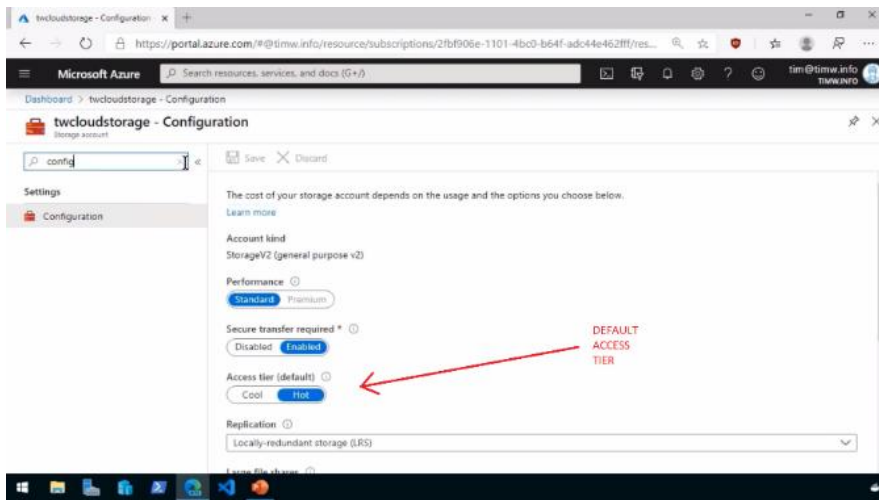 twcloudstorage - Configuration
https://portal.azure.com/#@timw.info/resource/subscriptions/2fbf906e-1101-4bc0-b64f-adc44e462fff/res...
Microsoft Azure
Search resources, services, and docs (G+/)
tim@timw.info
TIMW.INFO
Dashboard > twcloudstorage - Configuration
twcloudstorage - Configuration
Storage account
config
Save Discard
Settings
Configuration
The cost of your storage account depends on the usage and the options you choose below.
Learn more
Account kind
StorageV2 (general purpose v2)
Performance
Standard Premium
Secure transfer required *
Disabled Enabled
DEFAULT
ACCESS
TIER
Access tier (default)
Cool Hot
Replication
Locally-redundant storage (LRS)
Large file shares